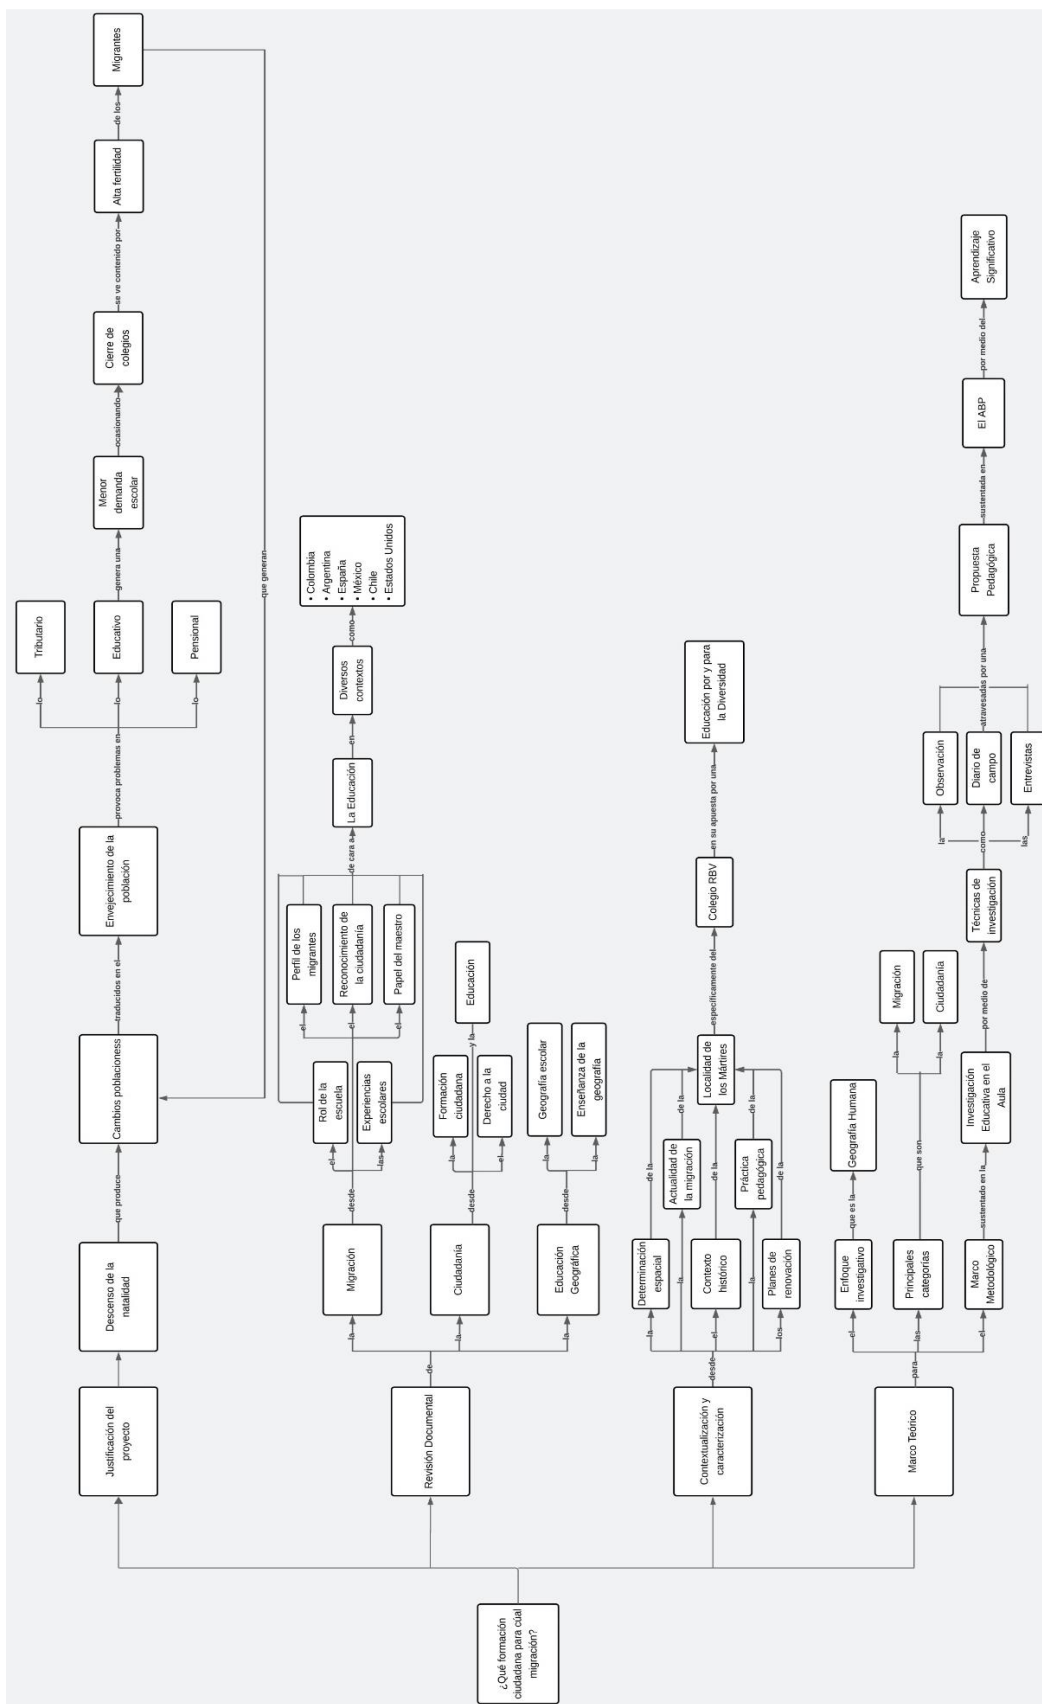 ¿Qué formación
ciudadana para cúal
migración?
Justificación del
proyecto
Descenso de la
natalidad
que produce
Cambios poblacioness
traducidos en el
Envejecimiento de la
población
provoca problemas en
lo
Tributario
lo
Educativo
lo
Pensional
genera una
Menor
demanda
escolar
ocasionando
Cierre de
colegios
se ve contenido por
Alta fertilidad
de los
Migrantes
que generan
Revisión Documental
de
la
Migración
desde
el
Rol de la
escuela
las
Experiencias
escolares
el
Perfil de los
migrantes
el
Reconocimiento de
la ciudadanía
el
Papel del maestro
de cara a
La Educación
en
Diversos
contextos
como
• Colombia
• Argentina
• España
• México
• Chile
• Estados Unidos
la
Ciudadanía
desde
la
Formación
ciudadana
el
Derecho a la
ciudad
y la
Educación
la
Educación
Geográfica
desde
la
Geografía escolar
la
Enseñanza de la
geografía
Contextualización y
caracterización
desde
la
Determinación
espacial
de la
la
Actualidad de
la migración
de la
el
Contexto
histórico
de la
la
Práctica
pedagógica
de la
los
Planes de
renovación
de la
Localidad de
los Mártires
específicamente del
Colegio RBV
en su apuesta por una
Educación por y para
la Diversidad
Marco Teórico
para
el
Enfoque
investigativo
que es la
Geografía Humana
las
Principales
categorías
que son
la
Migración
la
Ciudadanía
el
Marco
Metodológico
sustentado en la
Investigación
Educativa en el
Aula
por medio de
Técnicas de
investigación
como
la
Observación
Diario de
campo
las
Entrevistas
atravesadas por una
Propuesta
Pedagógica
sustentada en
El ABP
por medio del
Aprendizaje
Significativo